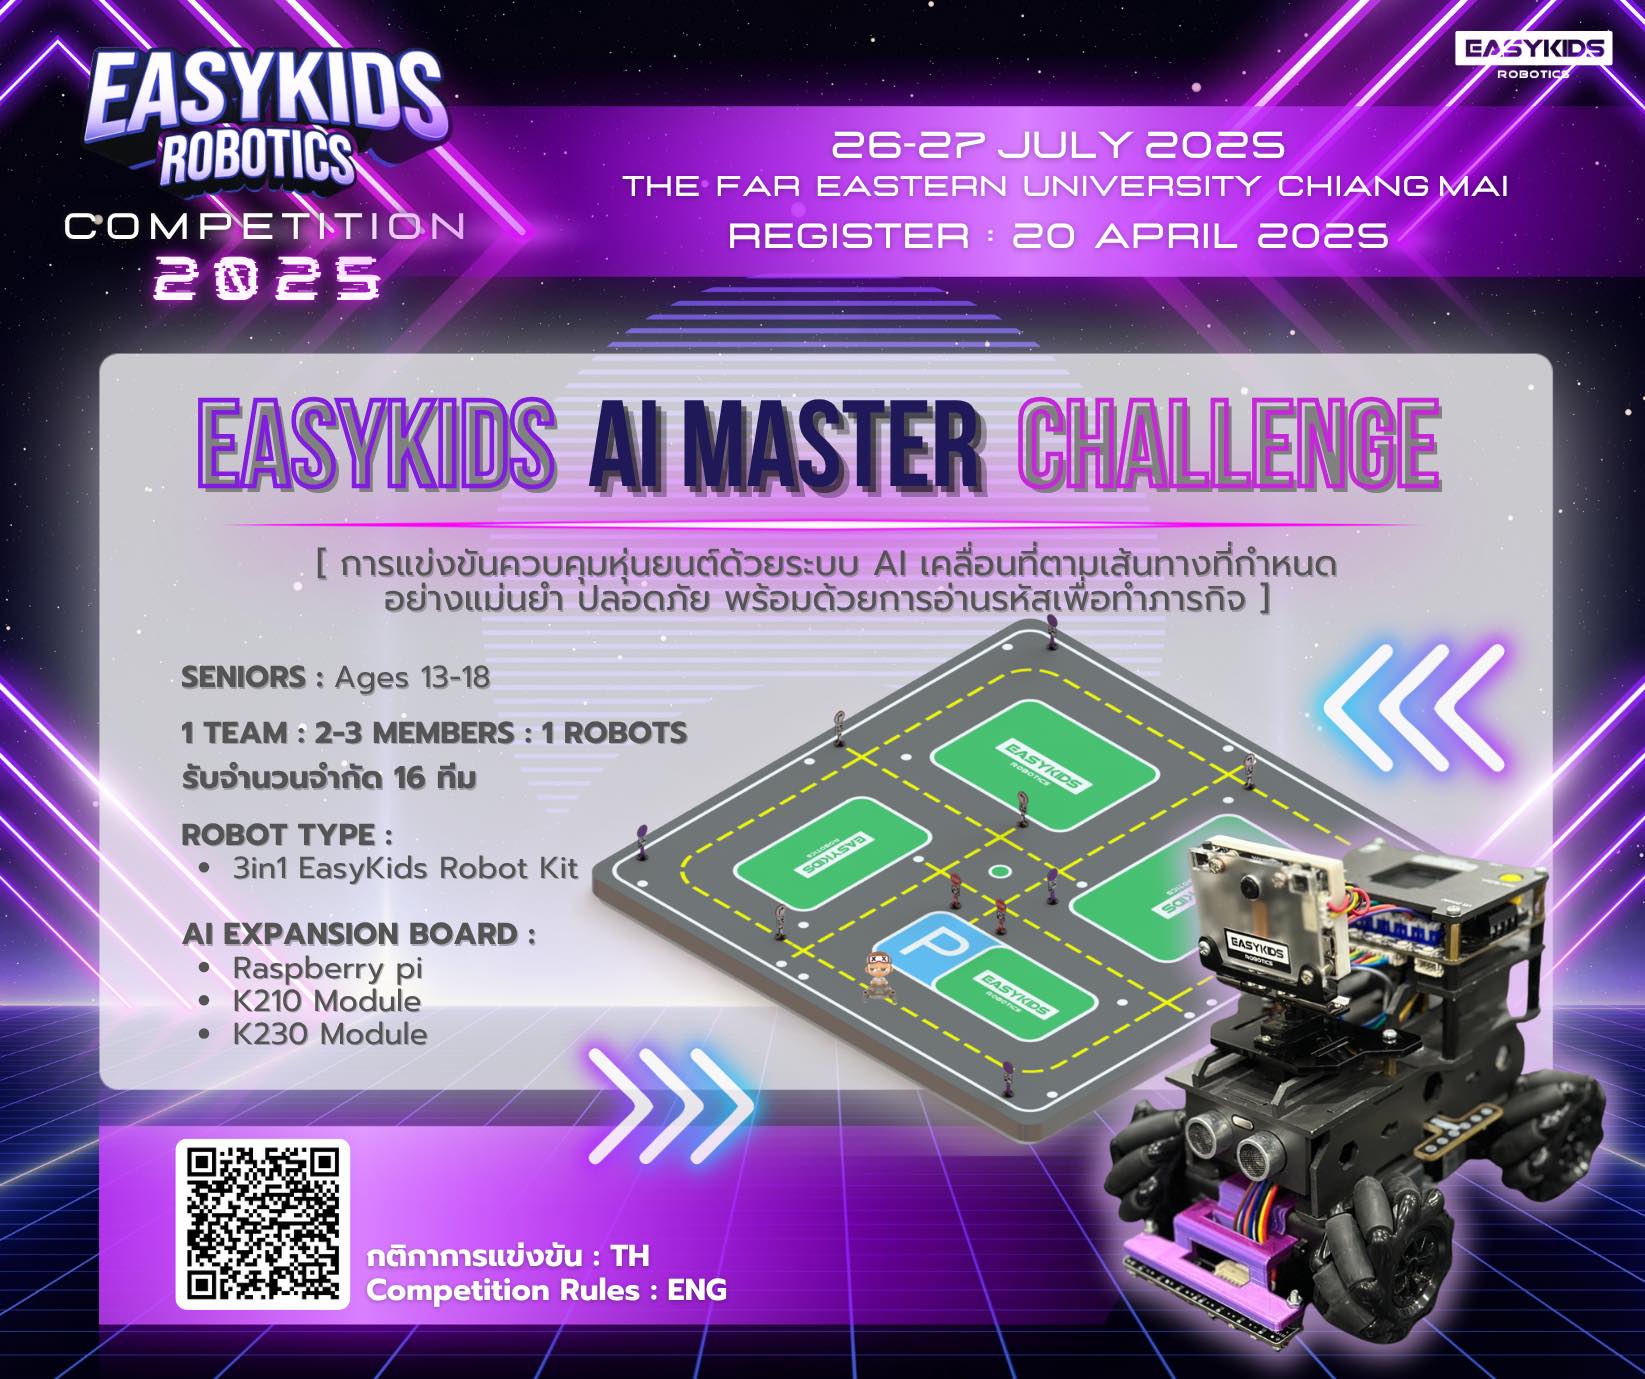 EASYKIDS
ROBOTICS
COMPETITION
2025
EASYKIDS
ROBOTICS
26-27 JULY 2025
THE FAR EASTERN UNIVERSITY CHIANG MAI
REGISTER : 20 APRIL 2025
EASYKIDS AI MASTER CHALLENGE
[ การแข่งขันควบคุมหุ่นยนต์ด้วยระบบ AI เคลื่อนที่ตามเส้นทางที่กำหนด
อย่างแม่นยำ ปลอดภัย พร้อมด้วยการอ่านรหัสเพื่อทำภารกิจ ]
SENIORS : Ages 13-18
1 TEAM : 2-3 MEMBERS : 1 ROBOTS
รับจำนวนจำกัด 16 ทีม
ROBOT TYPE :
• 3in1 EasyKids Robot Kit
AI EXPANSION BOARD :
• Raspberry pi
• K210 Module
• K230 Module
EASYKIDS
ROBOTICS
EASYKIDS
ROBOTICS
EASYKIDS
P
EASYKIDS
ROBOTICS
EASYKIDS
ROBOTICS
กติกาการแข่งขัน : TH
Competition Rules : ENG